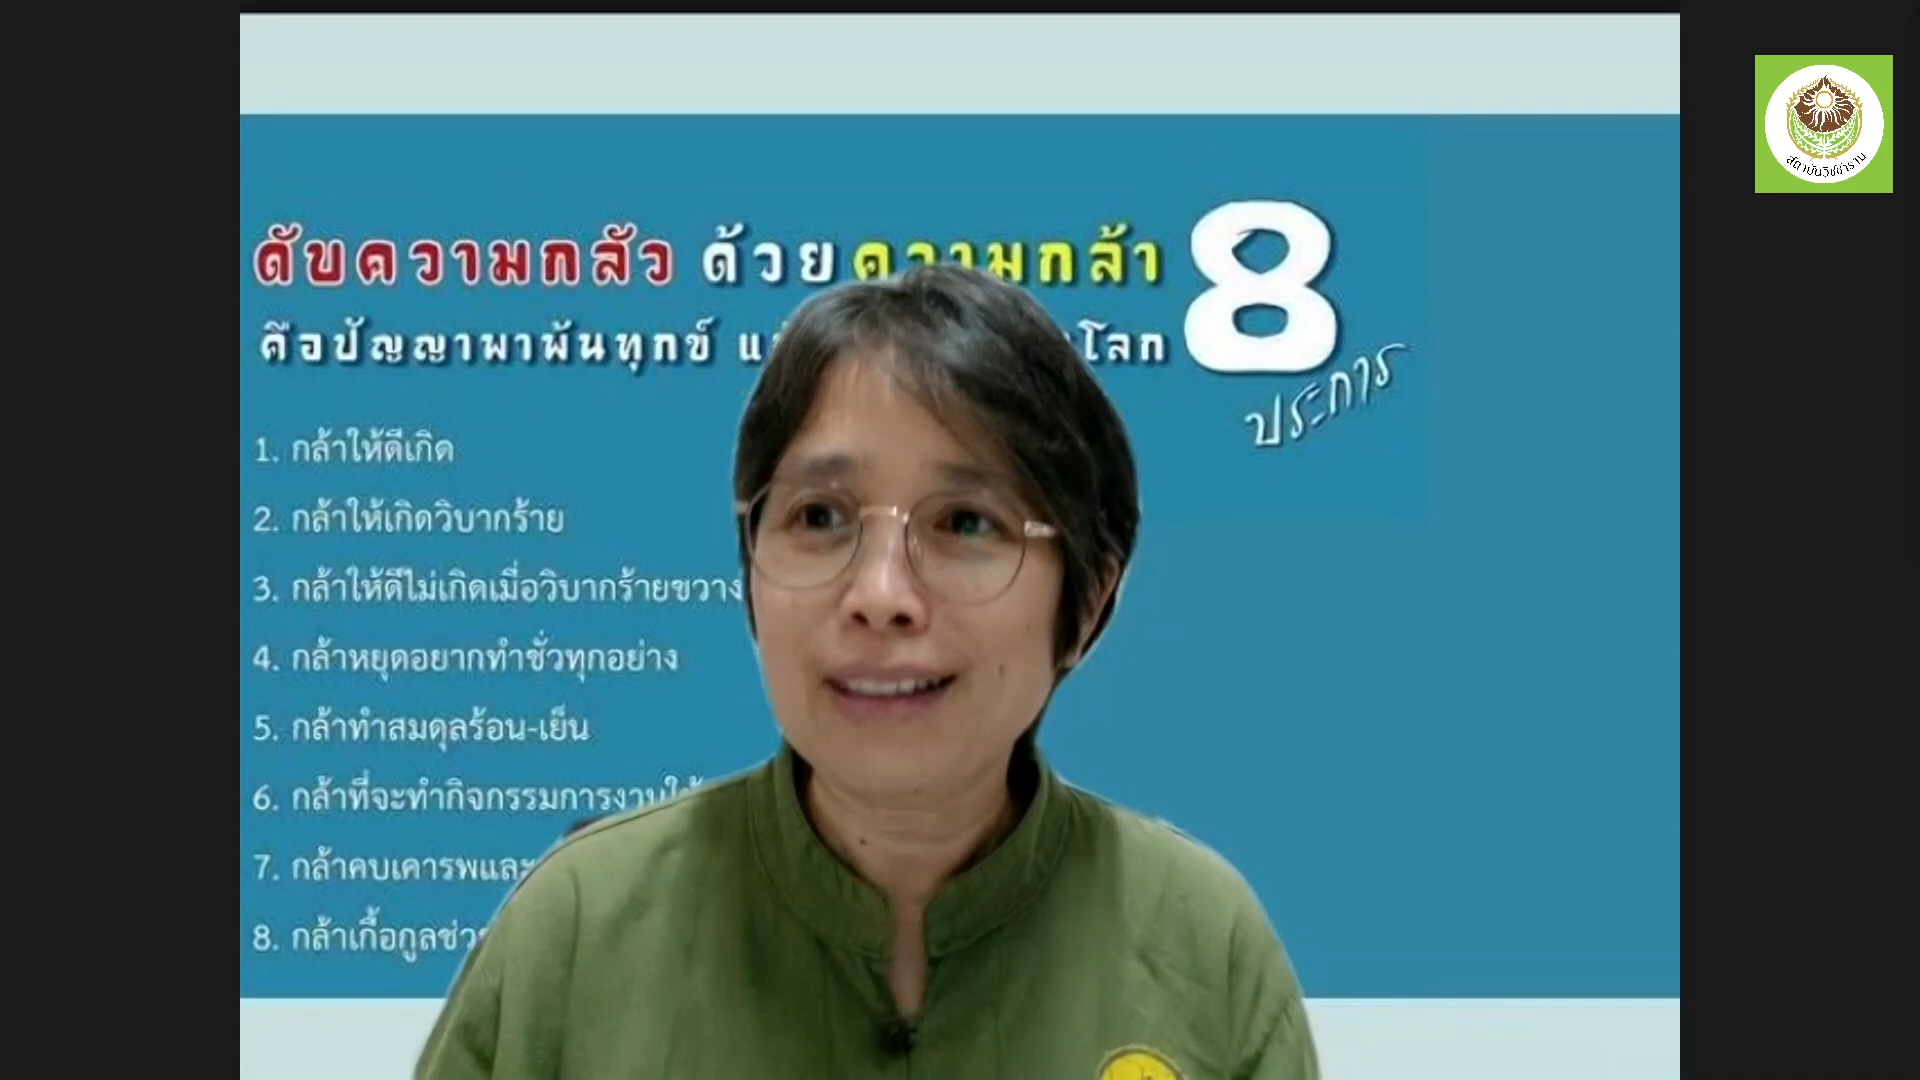 ดับความกลัว ด้วย ความกล้า 8
คือปัญญาพาพ้นทุกข์ โลก
ประการ
1. กล้าให้ดีเกิด
2. กล้าให้เกิดวิบากร้าย
3. กล้าให้ดีไม่เกิดเมื่อวิบากร้ายขวาง
4. กล้าหยุดอยากทำชั่วทุกอย่าง
5. กล้าทำสมดุลร้อน-เย็น
6. กล้าที่จะทำกิจกรรมการงาน
7. กล้าคบเคารพและ
8. กล้าเกื้อกูลช่วย
สถาบันวิชชาราม